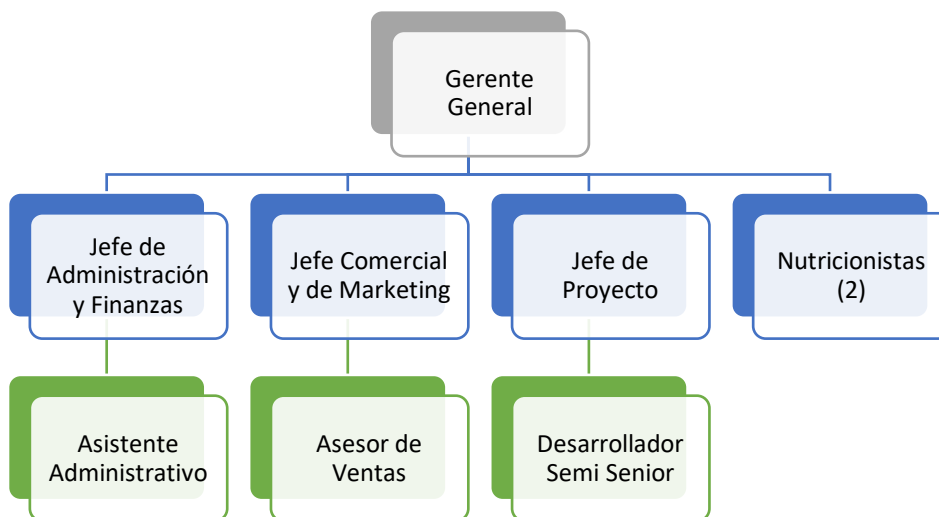 Gerente
General
Jefe de
Administración
y Finanzas
Jefe Comercial
y de Marketing
Jefe de
Proyecto
Nutricionistas
(2)
Asistente
Administrativo
Asesor de
Ventas
Desarrollador
Semi Senior